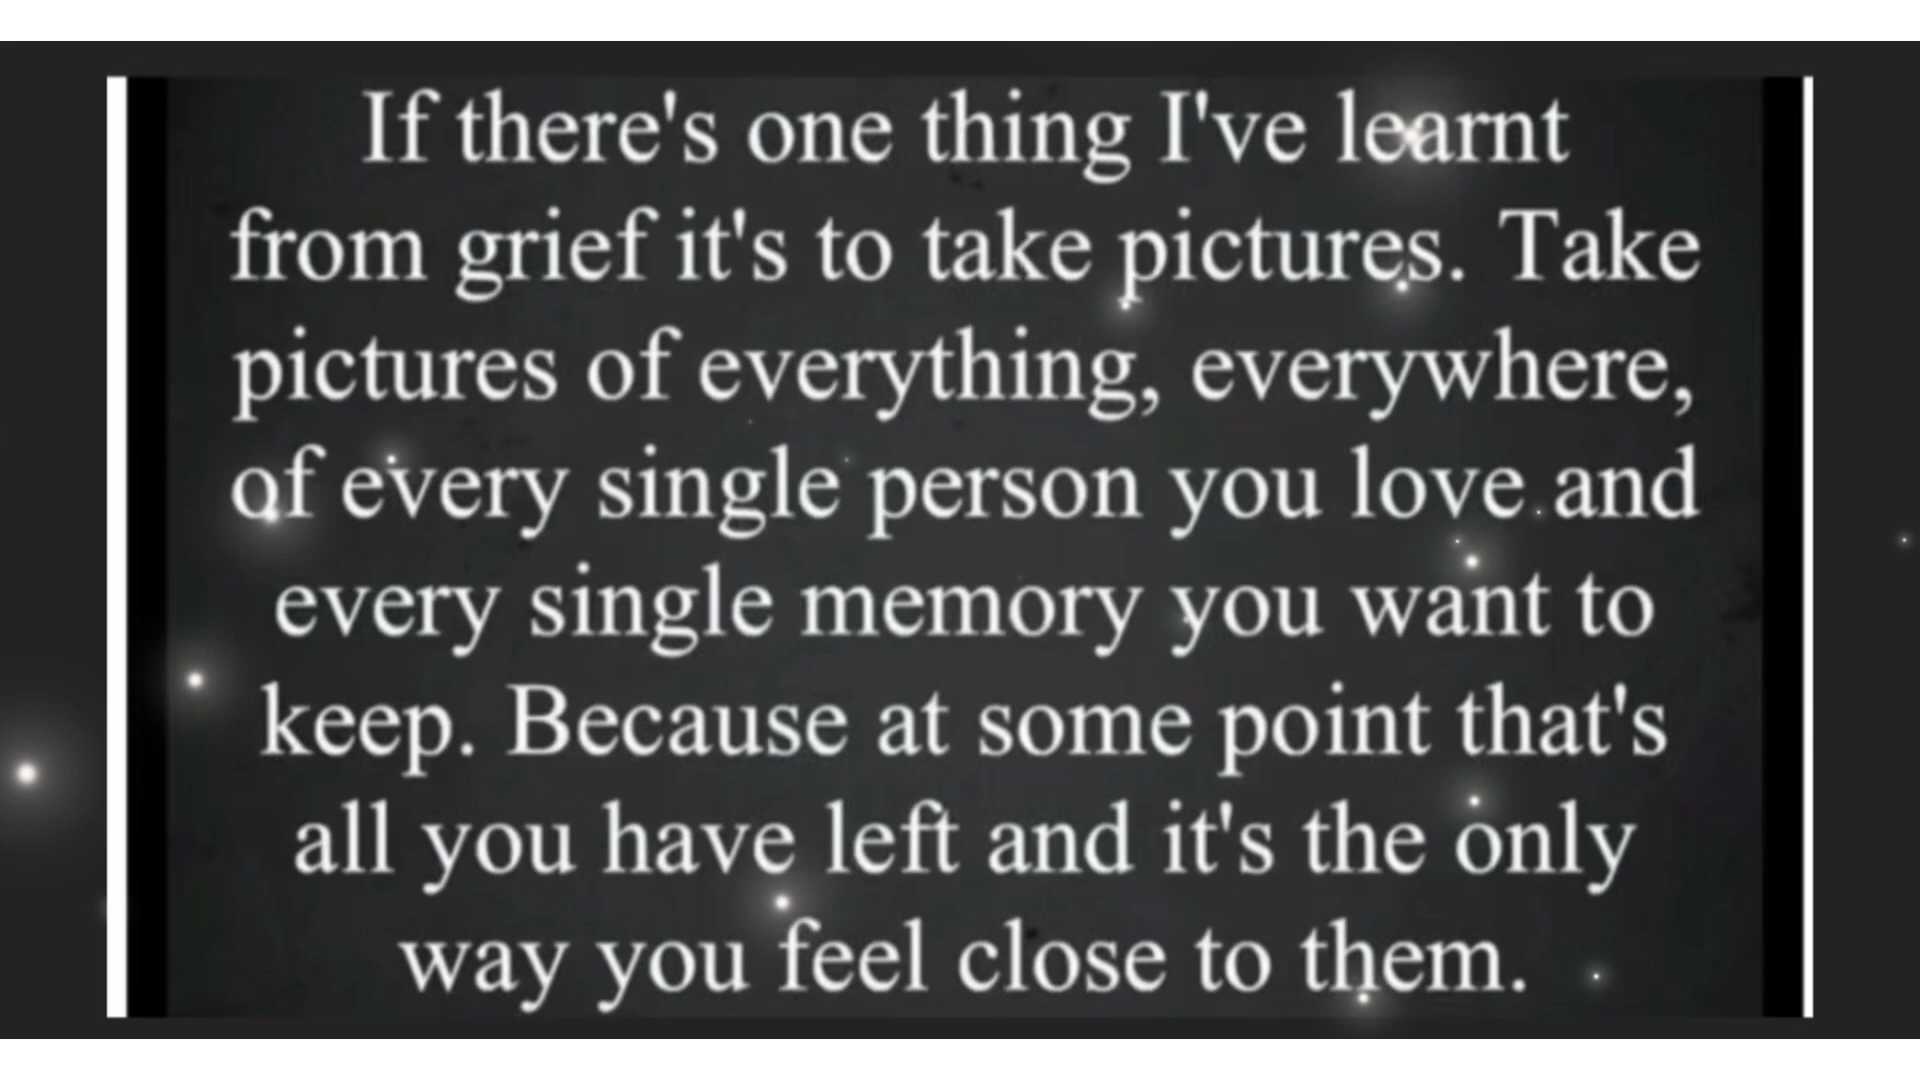 If there's one thing I've learnt
from grief it's to take pictures. Take
pictures of everything, everywhere,
of every single person you love and
every single memory you want to
keep. Because at some point that's
all you have left and it's the only
way you feel close to them.